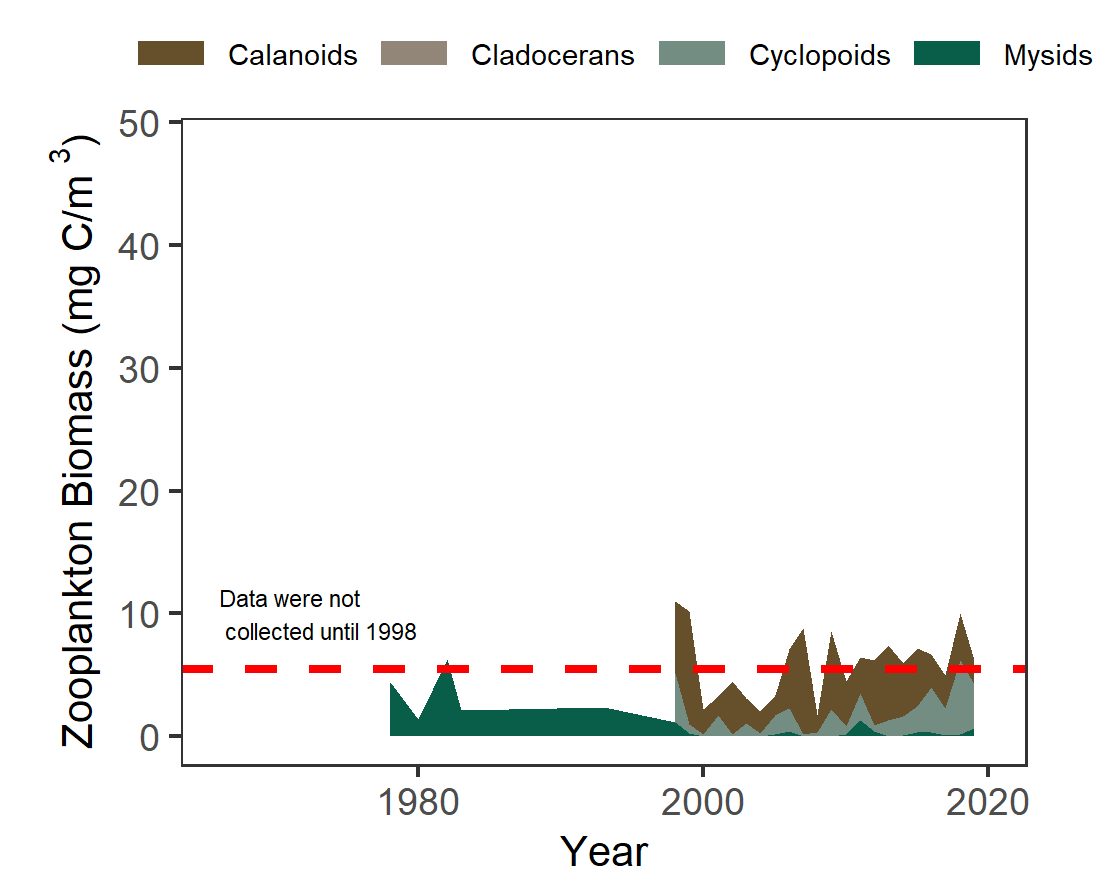 Calanoids Cladocerans Cyclopoids Mysids
Zooplankton Biomass (mg C/m 3)
50
40
30
20
10
0
Data were not
collected until 1998
1980 2000 2020
Year